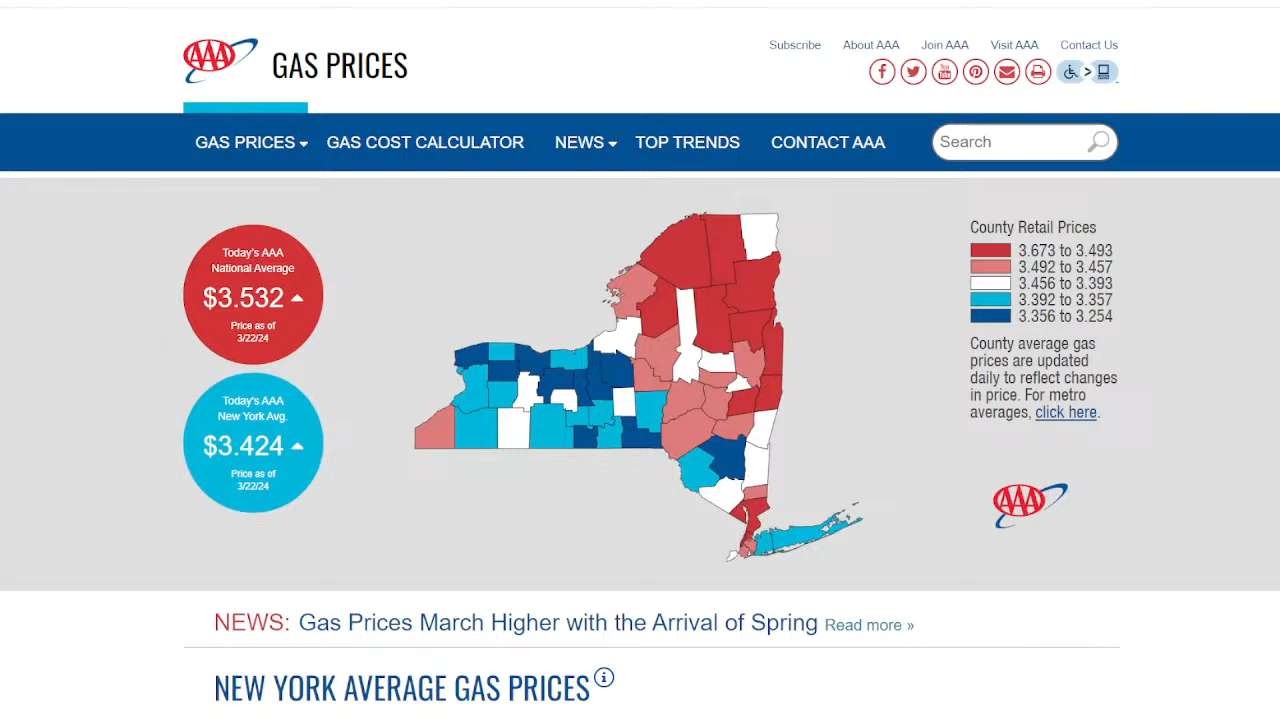 AAA
GAS PRICES
Subscribe About AAA Join AAA Visit AAA Contact Us
You
Tube
GAS PRICES GAS COST CALCULATOR NEWS TOP TRENDS CONTACT AAA Search
Today's AAA
National Average
$3.532
Price as of
3/22/24
Today's AAA
New York Avg.
$3.424
Price as of
3/22/24
County Retail Prices
3.673 to 3.493
3.492 to 3.457
3.456 to 3.393
3.392 to 3.357
3.356 to 3.254
County average gas
prices are updated
daily to reflect changes
in price. For metro
averages, click here.
AAA
NEWS: Gas Prices March Higher with the Arrival of Spring Read more »
NEW YORK AVERAGE GAS PRICES